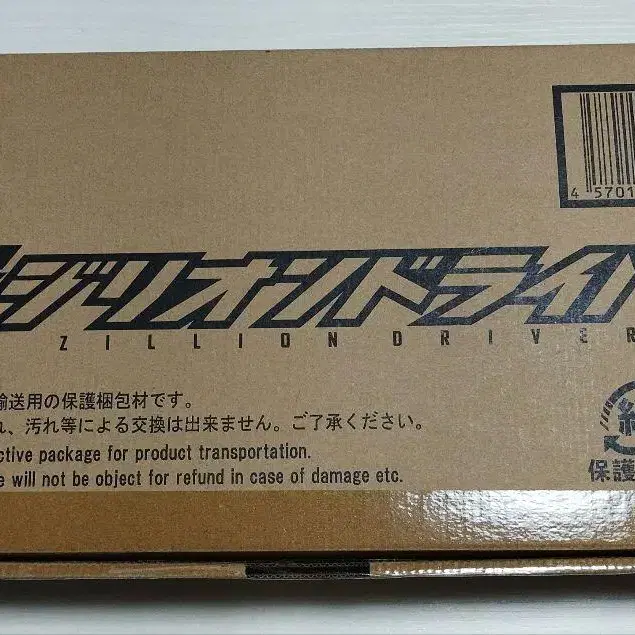 4 5701
ジリオンドライ
ZILLION DRIVER
輸送用の保護梱包材です。
れ、汚れ等による交換は出来ません。ご了承ください。
ctive package for product transportation.
e will not be object for refund in case of damage etc.
保護